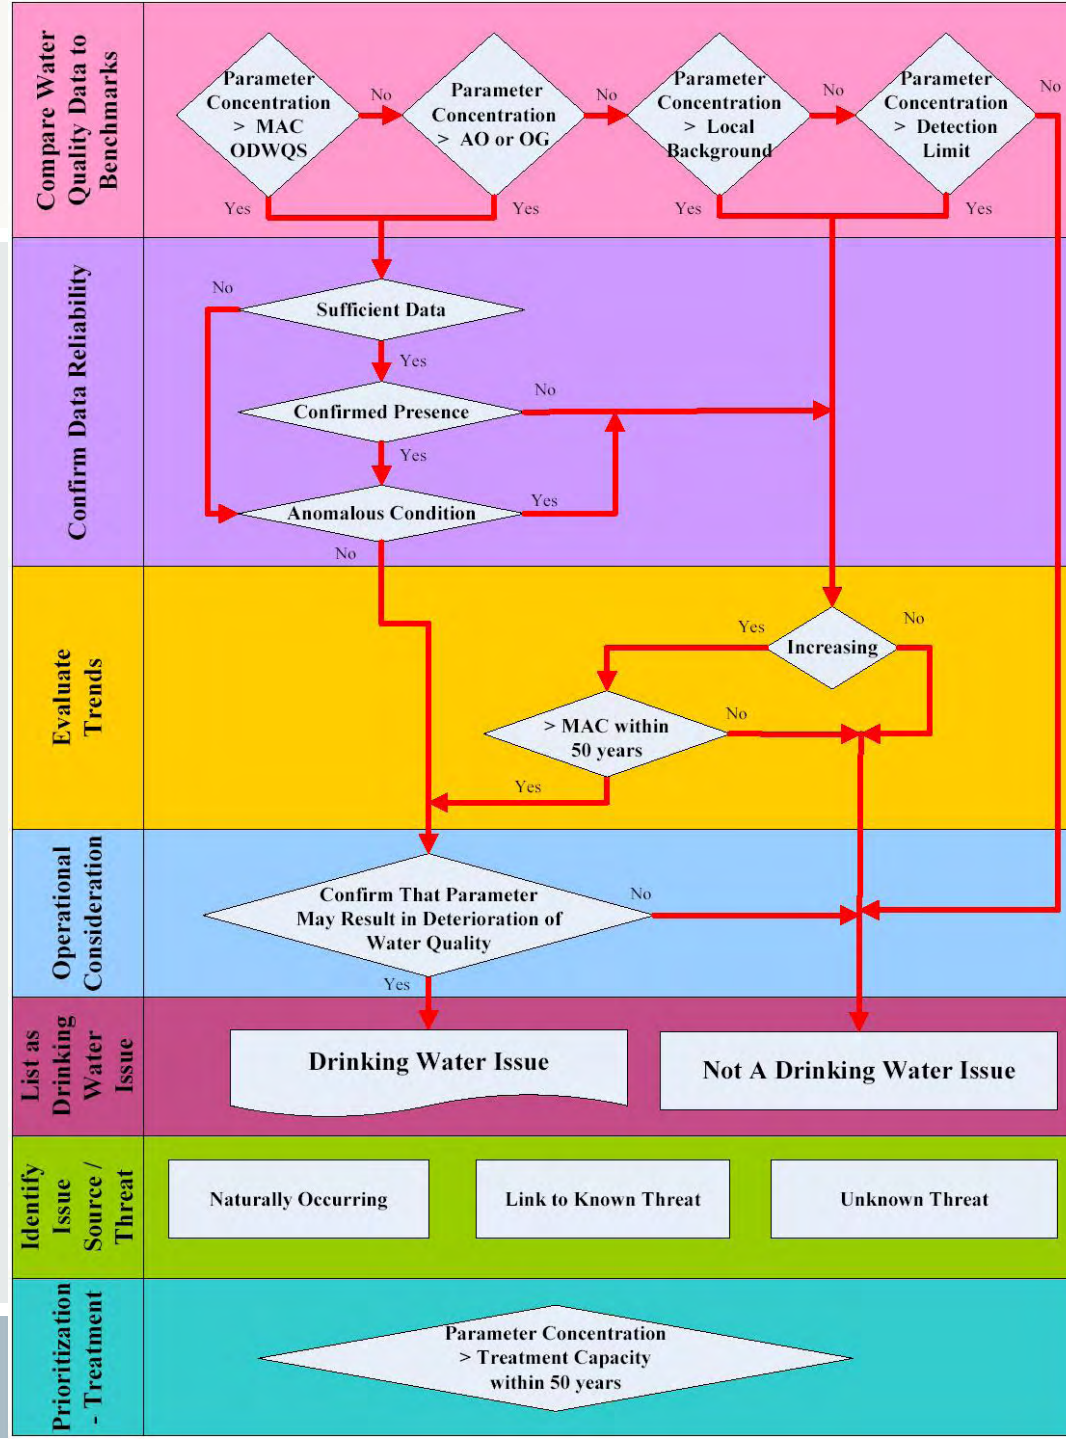 Compare Water
Quality Data to
Benchmarks
Parameter
Concentration
> MAC
ODWQS
No
Parameter
Concentration
> AO or OG
No
Parameter
Concentration
> Local
Background
No
Parameter
Concentration
> Detection
Limit
No
Yes
Yes
Yes
Yes
Confirm Data Reliability
No
Sufficient Data
Yes
Confirmed Presence
No
Yes
Anomalous Condition
Yes
No
Evaluate
Trends
Yes
Increasing
No
> MAC within
50 years
No
Yes
Operational
Consideration
Confirm That Parameter
May Result in Deterioration of
Water Quality
No
Yes
List as
Drinking
Water
Issue
Drinking Water Issue
Not A Drinking Water Issue
Identify
Issue
Source /
Threat
Naturally Occurring
Link to Known Threat
Unknown Threat
Prioritization
- Treatment
Parameter Concentration
> Treatment Capacity
within 50 years